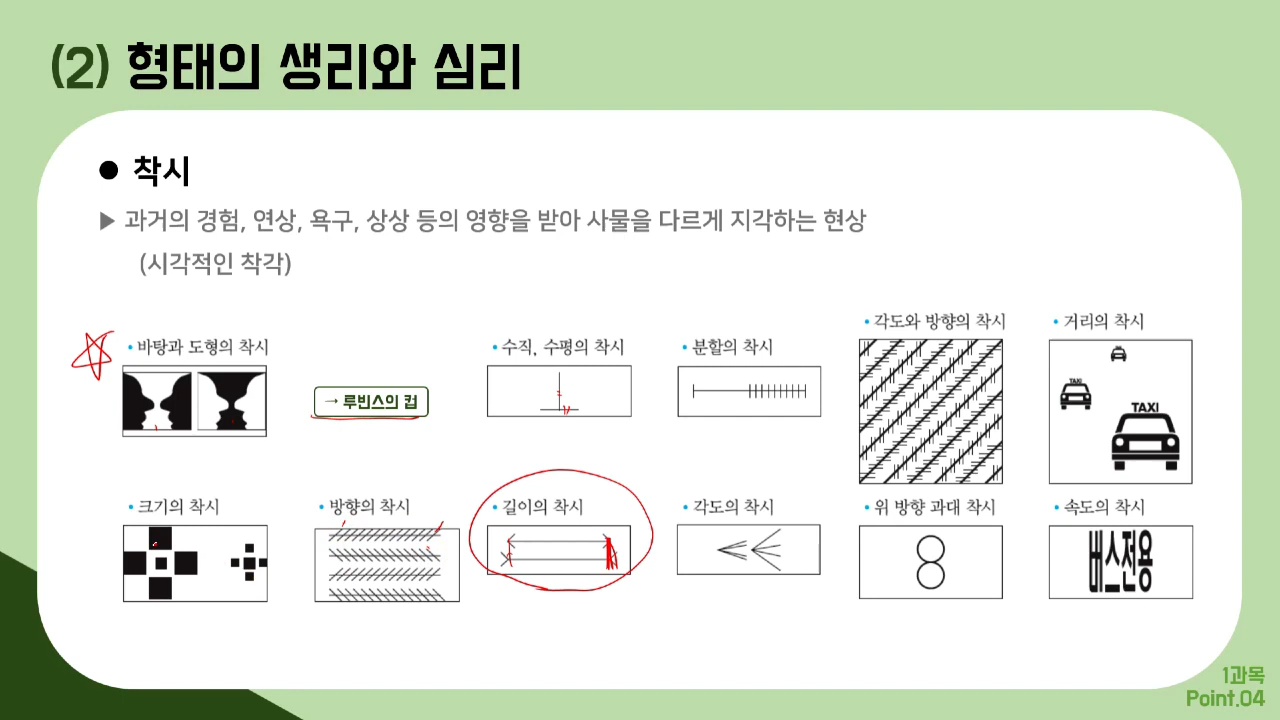 (2) 형태의 생리와 심리
● 착시
▶ 과거의 경험, 연상, 욕구, 상상 등의 영향을 받아 사물을 다르게 지각하는 현상
(시각적인 착각)
• 바탕과 도형의 착시
→ 루빈스의 컵
• 수직, 수평의 착시
• 분할의 착시
• 각도와 방향의 착시
• 거리의 착시
TAXI
TAXI
• 크기의 착시
• 방향의 착시
• 길이의 착시
• 각도의 착시
• 위 방향 과대 착시
• 속도의 착시
버스전용
1과목
Point.04